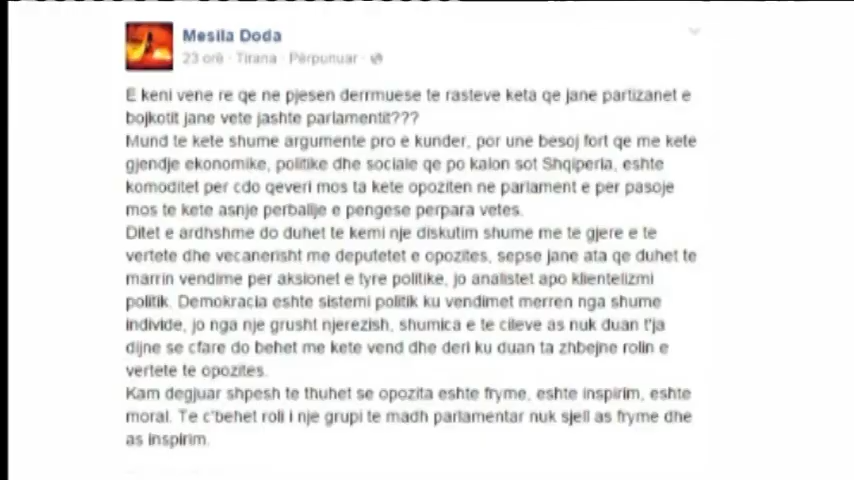 Mesila Doda
23 orë · Tirana · Përpunuar ·
E keni vene re qe ne pjesen derrmuese te rasteve keta qe jane partizanet e
bojkotit jane vete jashte parlamentit???
Mund te kete shume argumente pro e kunder, por une besoj fort qe me kete
gjendje ekonomike, politike dhe sociale qe po kalon sot Shqiperia, eshte
komoditet per cdo qeveri mos ta kete opoziten ne parlament e per pasoje
mos te kete asnje perballje e pengese perpara vetes.
Ditet e ardhshme do duhet te kemi nje diskutim shume me te gjere e te
vertete dhe vecanerisht me deputetet e opozites, sepse jane ata qe duhet te
marrin vendime per aksionet e tyre politike, jo analistet apo klientelizmi
politik. Demokracia eshte sistemi politik ku vendimet merren nga shume
individe, jo nga nje grusht njerezish, shumica e te cileve as nuk duan t'ja
dijne se cfare do behet me kete vend dhe deri ku duan ta zhbejne rolin e
vertete te opozites.
Kam degjuar shpesh te thuhet se opozita eshte fryme, eshte inspirim, eshte
moral. Te c'behet roli i nje grupi te madh parlamentar nuk sjell as fryme dhe
as inspirim.